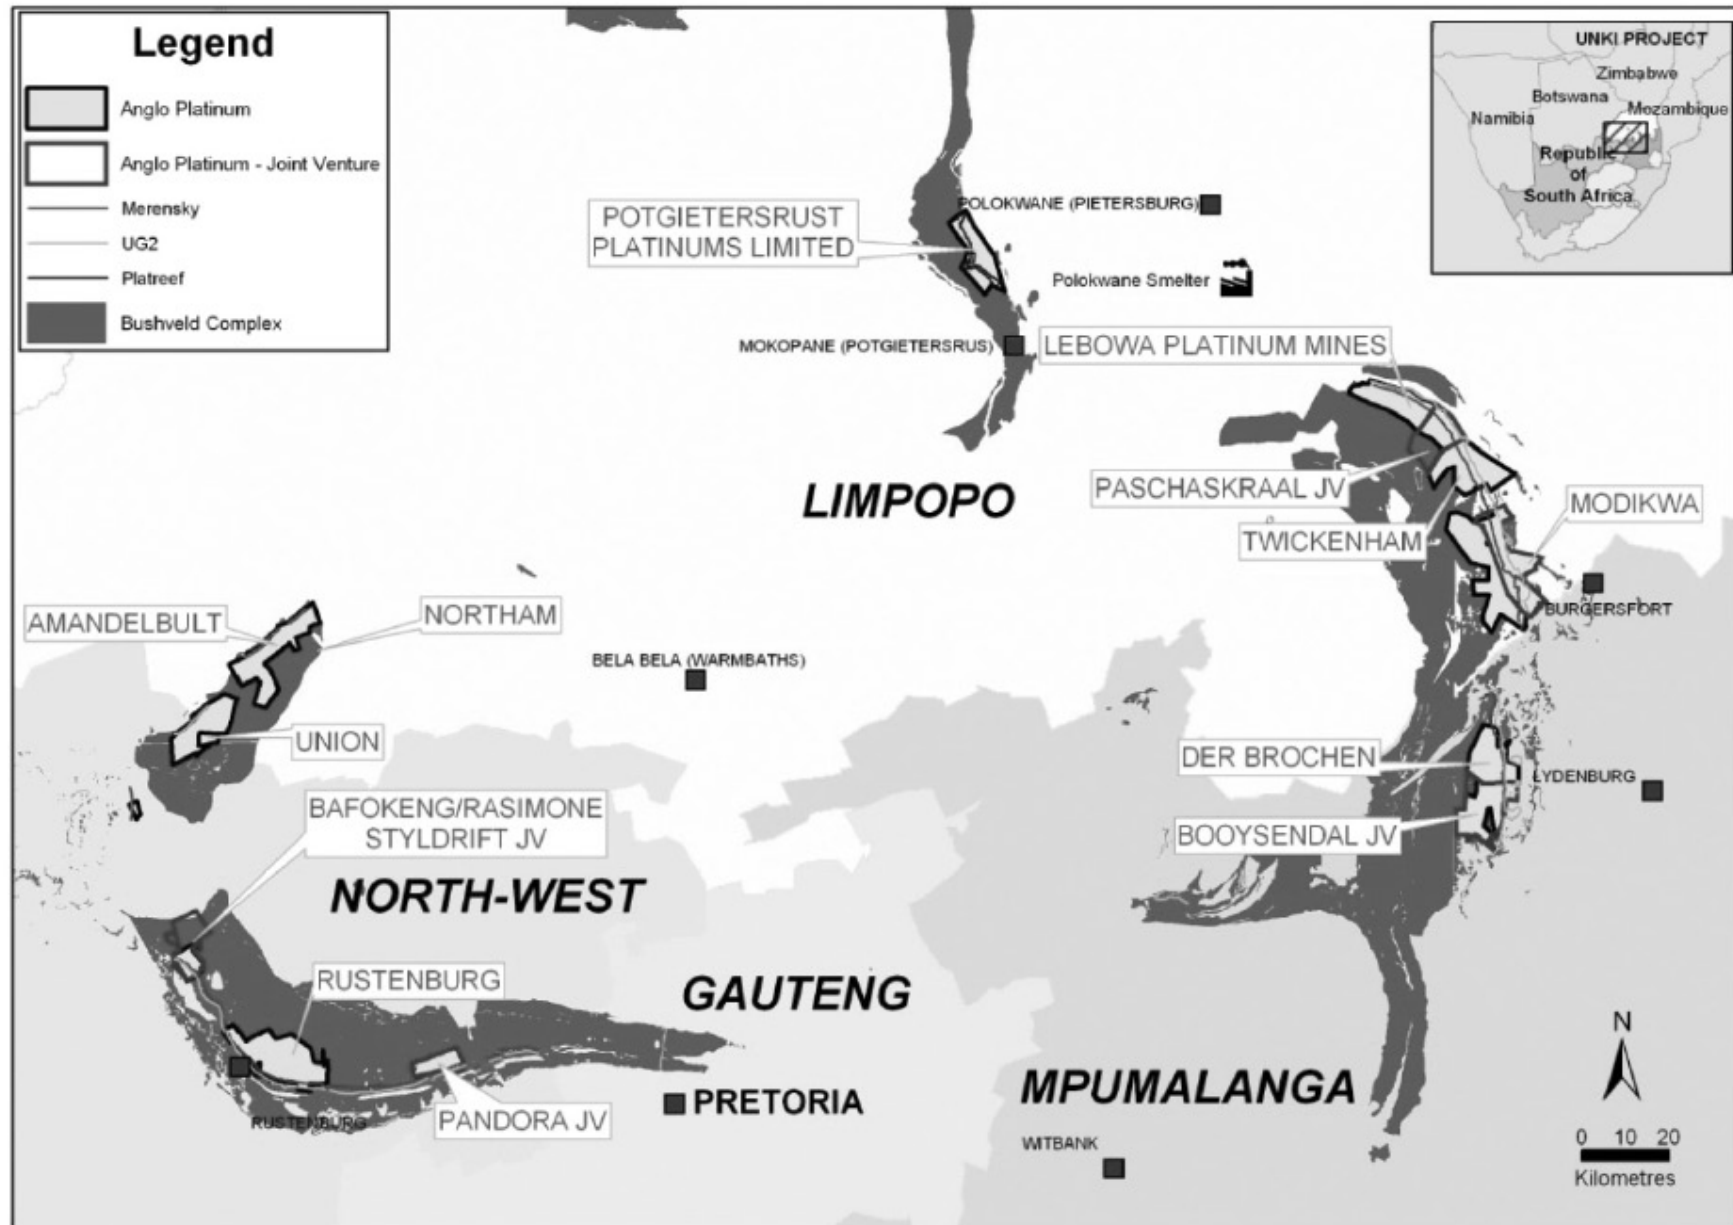 Legend
Anglo Platinum
Anglo Platinum - Joint Venture
Merensky
UG2
Platreef
Bushveld Complex
UNKI PROJECT
Zimbabwe
Botswana
Mozambique
Namibia
Republic
of
South Africa
POTGIETERSRUST
PLATINUMS LIMITED
POLOKWANE (PIETERSBURG)
Polokwane Smelter
MOKOPANE (POTGIETERSRUS)
LEBOWA PLATINUM MINES
LIMPOPO
PASCHASKRAAL JV
MODIKWA
TWICKENHAM
BURGERSFORT
AMANDELBULT
NORTHAM
BELA BELA (WARMBATHS)
UNION
DER BROCHEN
LYDENBURG
BAFOKENG/RASIMONE
STYLDRIFT JV
BOOYSENDAL JV
NORTH-WEST
RUSTENBURG
GAUTENG
MPUMALANGA
PRETORIA
PANDORA JV
RUSTENBURG
WITBANK
N
0 10 20
Kilometres